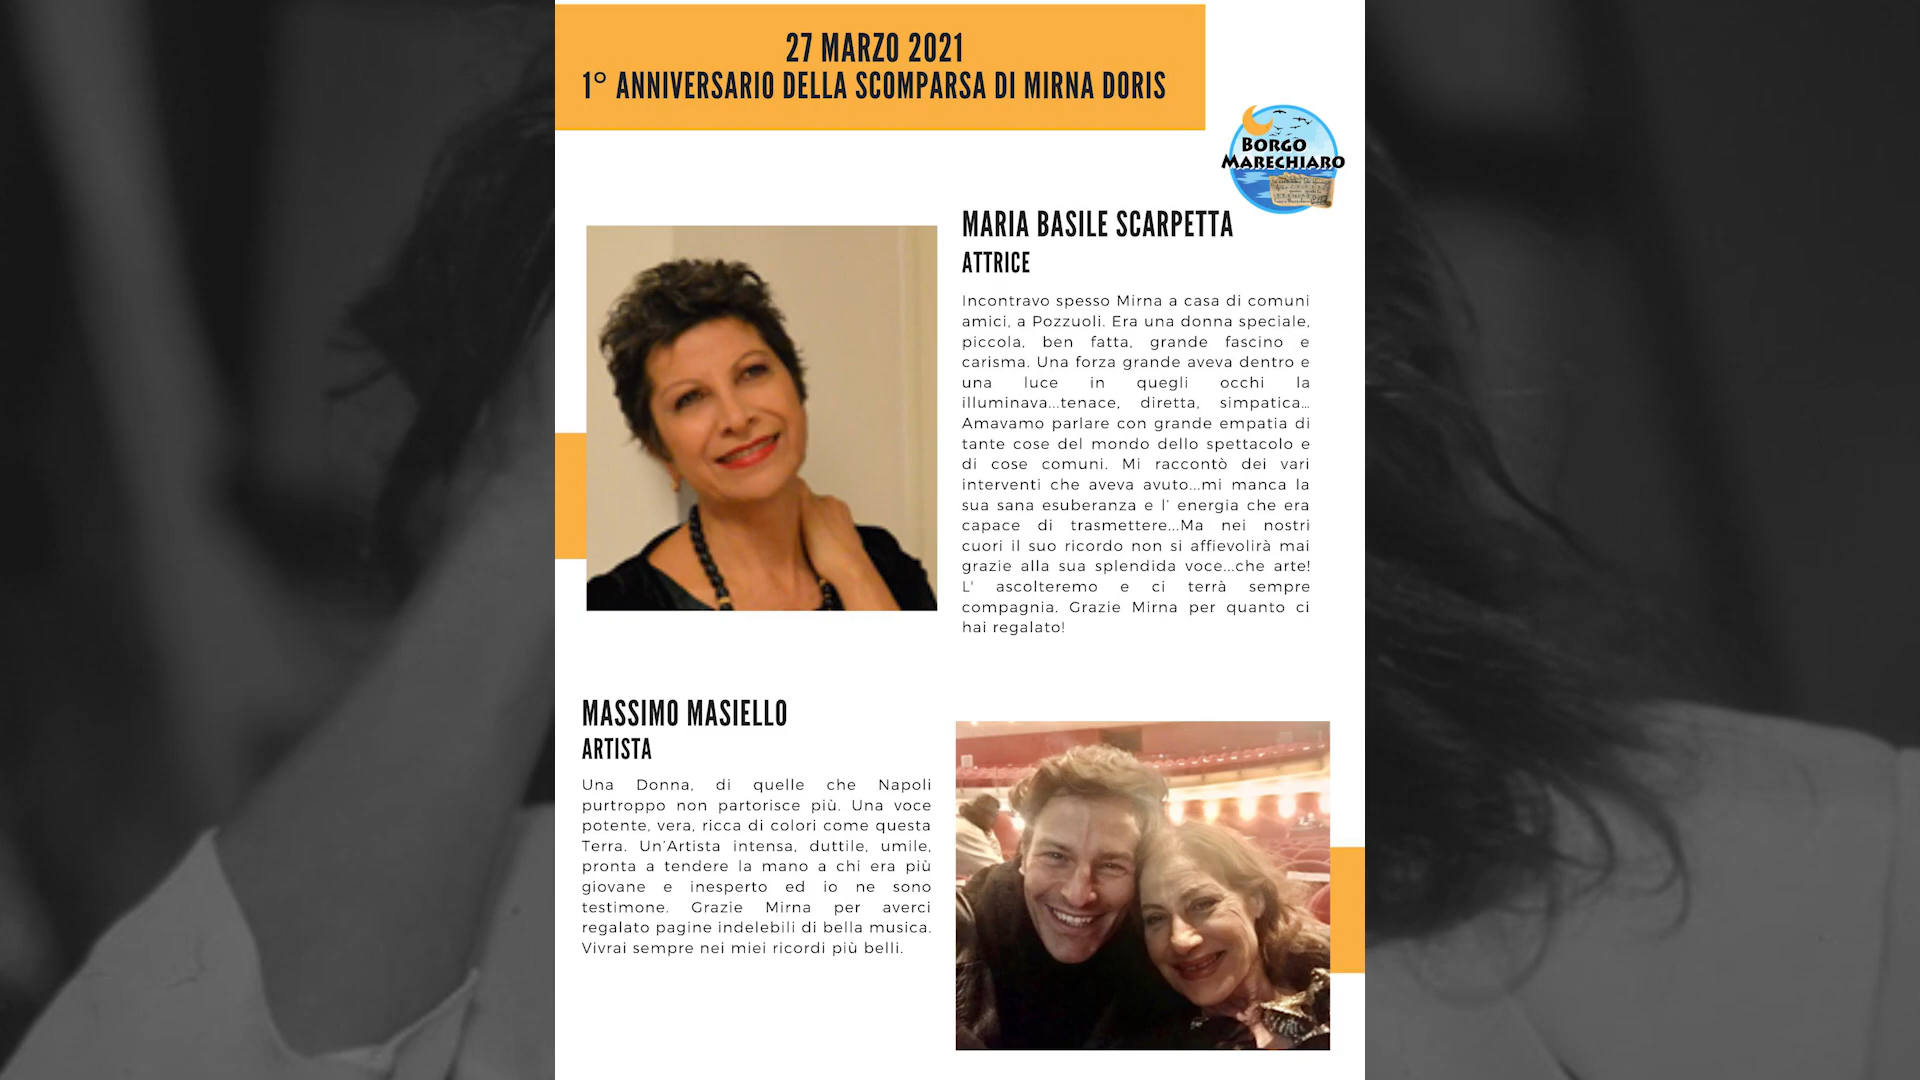 27 MARZO 2021
1° ANNIVERSARIO DELLA SCOMPARSA DI MIRNA DORIS
BORGO
MARECHIARO
MARIA BASILE SCARPETTA
ATTRICE
Incontravo spesso Mirna a casa di comuni
amici, a Pozzuoli. Era una donna speciale,
piccola, ben fatta, grande fascino e
carisma. Una forza grande aveva dentro e
una luce in quegli occhi la
illuminava...tenace, diretta, simpatica...
Amavamo parlare con grande empatia di
tante cose del mondo dello spettacolo e
di cose comuni. Mi raccontò dei vari
interventi che aveva avuto...mi manca la
sua sana esuberanza e l' energia che era
capace di trasmettere...Ma nei nostri
cuori il suo ricordo non si affievolirà mai
grazie alla sua splendida voce...che arte!
L' ascolteremo e ci terrà sempre
compagnia. Grazie Mirna per quanto ci
hai regalato!
MASSIMO MASIELLO
ARTISTA
Una Donna, di quelle che Napoli
purtroppo non partorisce più. Una voce
potente, vera, ricca di colori come questa
Terra. Un'Artista intensa, duttile, umile,
pronta a tendere la mano a chi era più
giovane e inesperto ed io ne sono
testimone. Grazie Mirna per averci
regalato pagine indelebili di bella musica.
Vivrai sempre nei miei ricordi più belli.